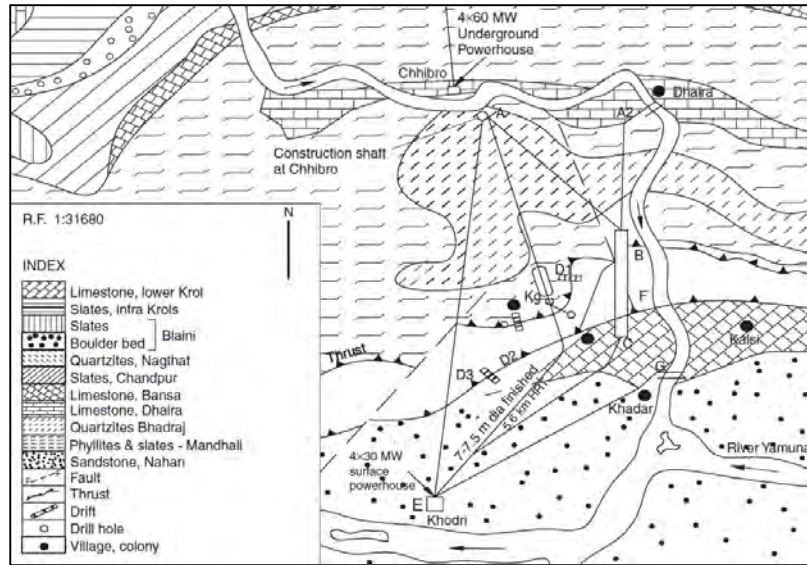 4×60 MW
Underground
Powerhouse
Chhibro
Dhaira
A
A2
Construction shaft
at Chhibro
R.F. 1:31680
N
INDEX
Limestone, lower Krol
Slates, infra Krols
Slates
Boulder bed
Blaini
Quartzites, Nagthat
Slates, Chandpur
Limestone, Bansa
Limestone, Dhaira
Quartzites Bhadraj
Phyllites & slates - Mandhali
Sandstone, Nahan
Fault
Thrust
Drift
Drill hole
Village, colony
B
D1
Kg
F
Kalsi
Thrust
D2
C
D3
G
7-7.5 m dia finished
5.6 km HRT
Khadar
4×30 MW
surface
powerhouse
River Yamuna
E
Khodri